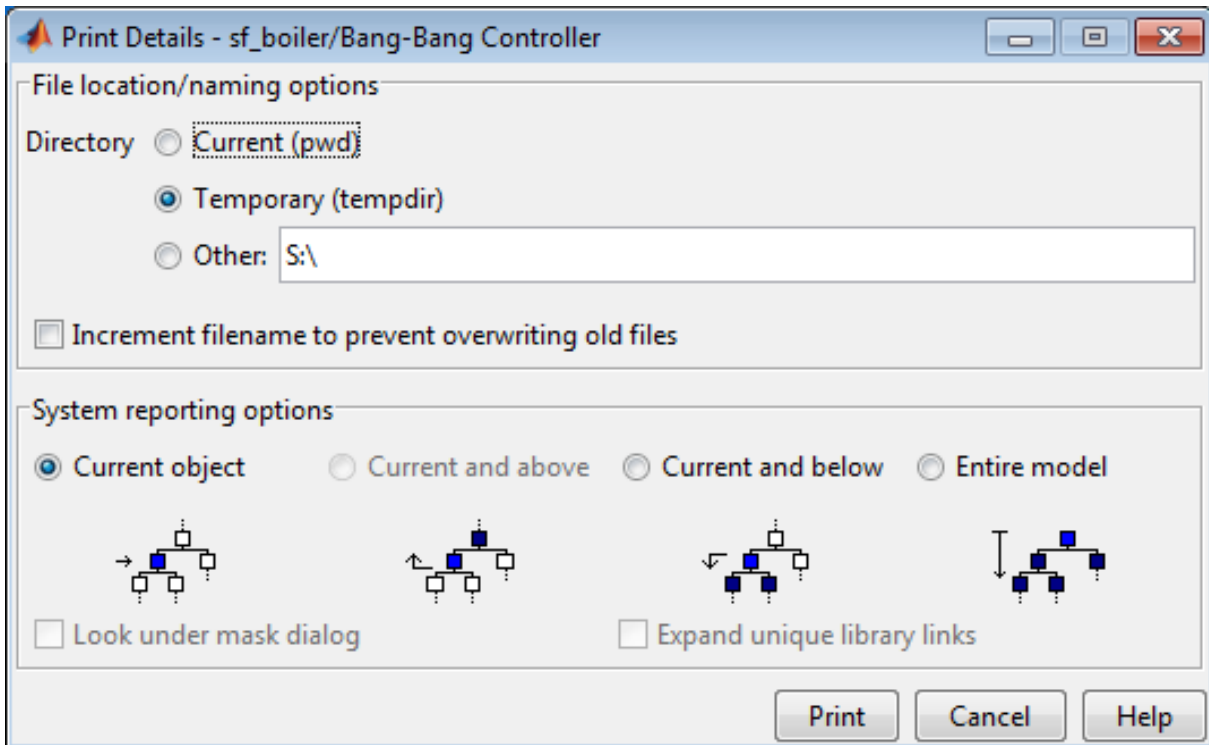 Print Details - sf_boiler/Bang-Bang Controller
File location/naming options
Directory Current (pwd)
Temporary (tempdir)
Other: S:\
Increment filename to prevent overwriting old files
System reporting options
Current object Current and above Current and below Entire model
Look under mask dialog Expand unique library links
Print Cancel Help